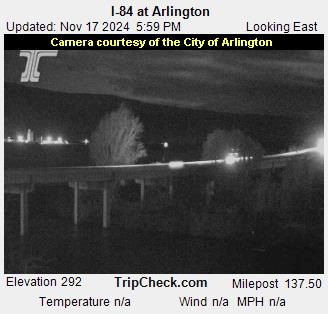 I-84 at Arlington
Updated: Nov 17 2024 5:59 PM Looking East
Camera courtesy of the City of Arlington
Elevation 292 TripCheck.com Milepost 137.50
Temperature n/a Wind n/a MPH n/a